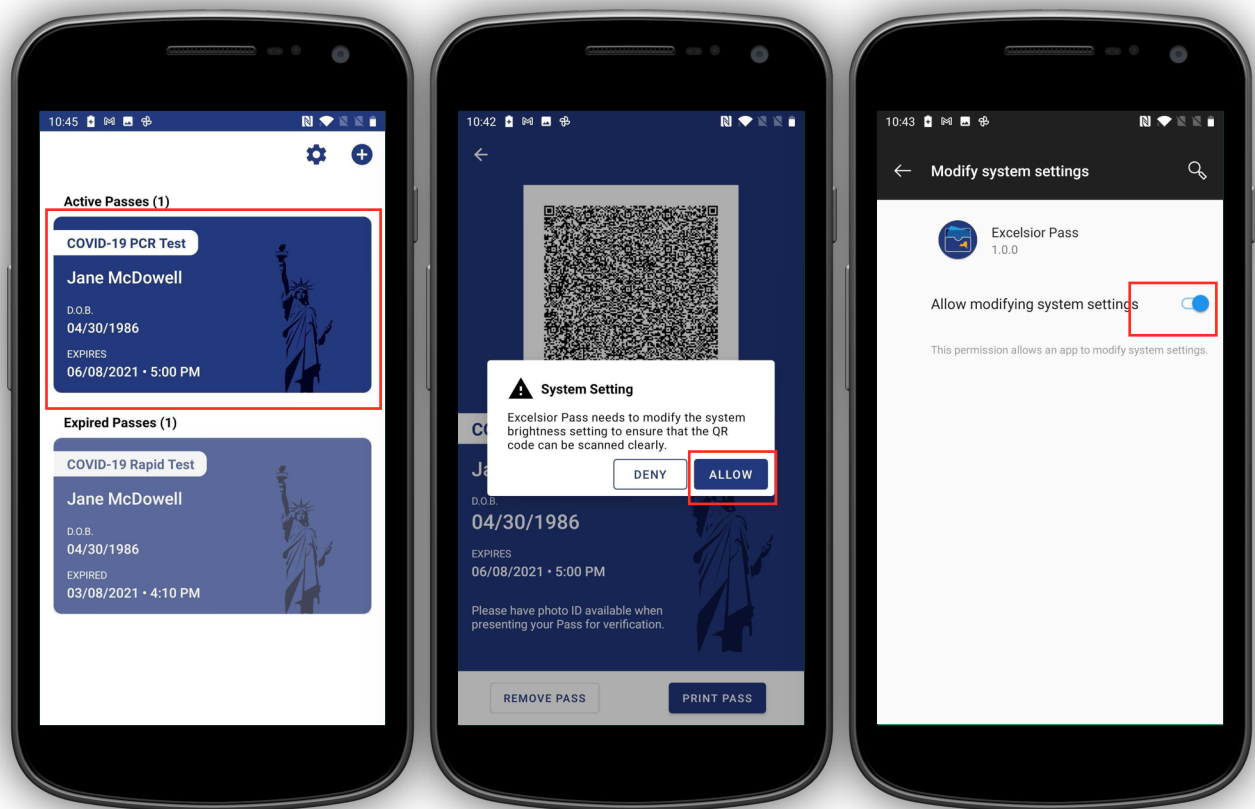 10:45
Active Passes (1)
COVID-19 PCR Test
Jane McDowell
D.O.B.
04/30/1986
EXPIRES
06/08/2021 • 5:00 PM
Expired Passes (1)
COVID-19 Rapid Test
Jane McDowell
D.O.B.
04/30/1986
EXPIRED
03/08/2021 • 4:10 PM
10:42
System Setting
Excelsior Pass needs to modify the system
brightness setting to ensure that the QR
code can be scanned clearly.
DENY
ALLOW
D.O.B.
04/30/1986
EXPIRES
06/08/2021 • 5:00 PM
Please have photo ID available when
presenting your Pass for verification.
REMOVE PASS
PRINT PASS
10:43
Modify system settings
Excelsior Pass
1.0.0
Allow modifying system settings
This permission allows an app to modify system settings.